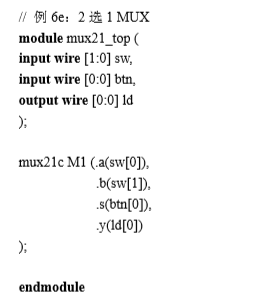 // 例 6e：2 选 1 MUX
module mux21_top (
input wire [1:0] sw,
input wire [0:0] btn,
output wire [0:0] ld
);
mux21c M1 (.a(sw[0]),
.b(sw[1]),
.s(btn[0]),
.y(ld[0])
);
endmodule